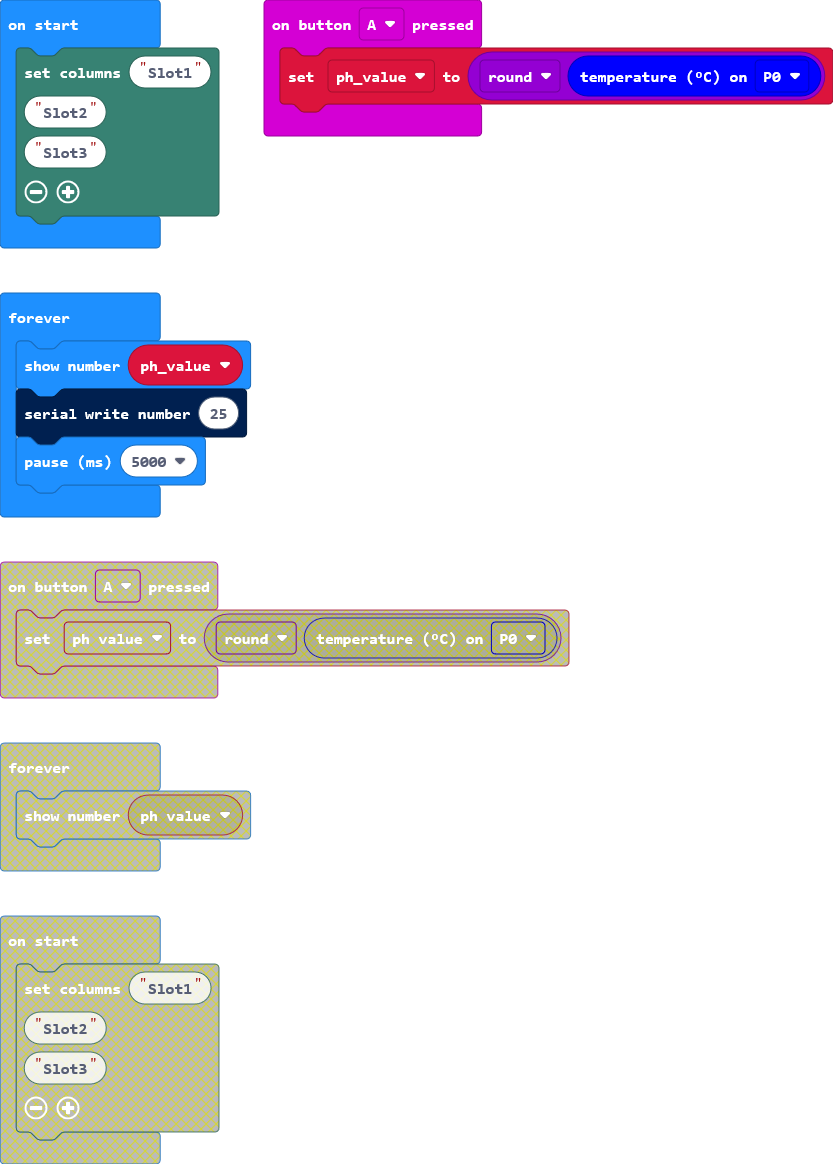 on start
set columns "Slot1"
"Slot2"
"Slot3"
on button A pressed
set ph_value to round temperature (ºC) on P0
forever
show number ph_value
serial write number 25
pause (ms) 5000
on button A pressed
set ph value to round temperature (ºC) on P0
forever
show number ph value
on start
set columns "Slot1"
"Slot2"
"Slot3"